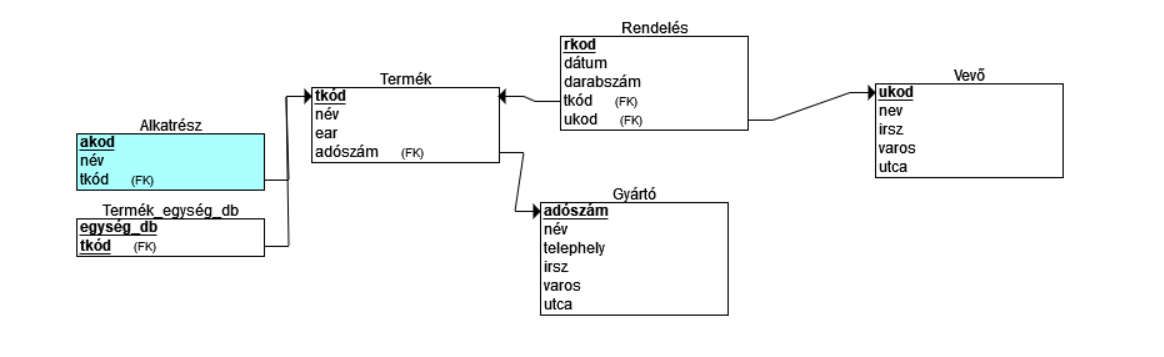 Rendelés
rkod
dátum
darabszám
tkód (FK)
ukod (FK)
Vevő
ukod
nev
irsz
varos
utca
Termék
tkód
név
ear
adószám (FK)
Alkatrész
akod
név
tkód (FK)
Termék_egység_db
egység_db
tkód (FK)
Gyártó
adószám
név
telephely
irsz
varos
utca